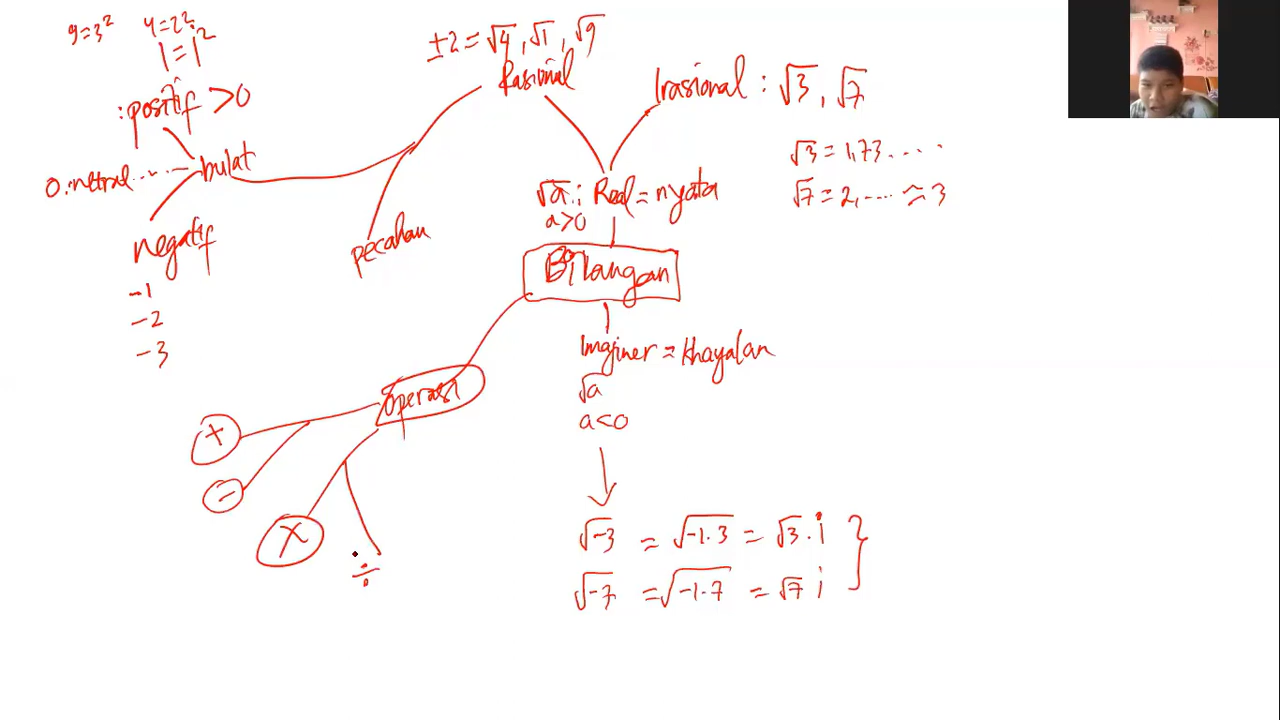 9=3² 4=2²
1=1²
:positif >0
0:netral.....bulat
negatif
-1
-2
-3
±2=√4,√1,√9
Rasional
Irasional : √3, √7
√3=1,73....
√7=2,.... ≈3
√a : Real=nyata
a>0
pecahan
Bilangan
Imajiner = khayalan
√a
a<0
operasi
+
-
X
÷
√-3 = √-1.3 = √3.i }
√-7 = √-1.7 = √7 i